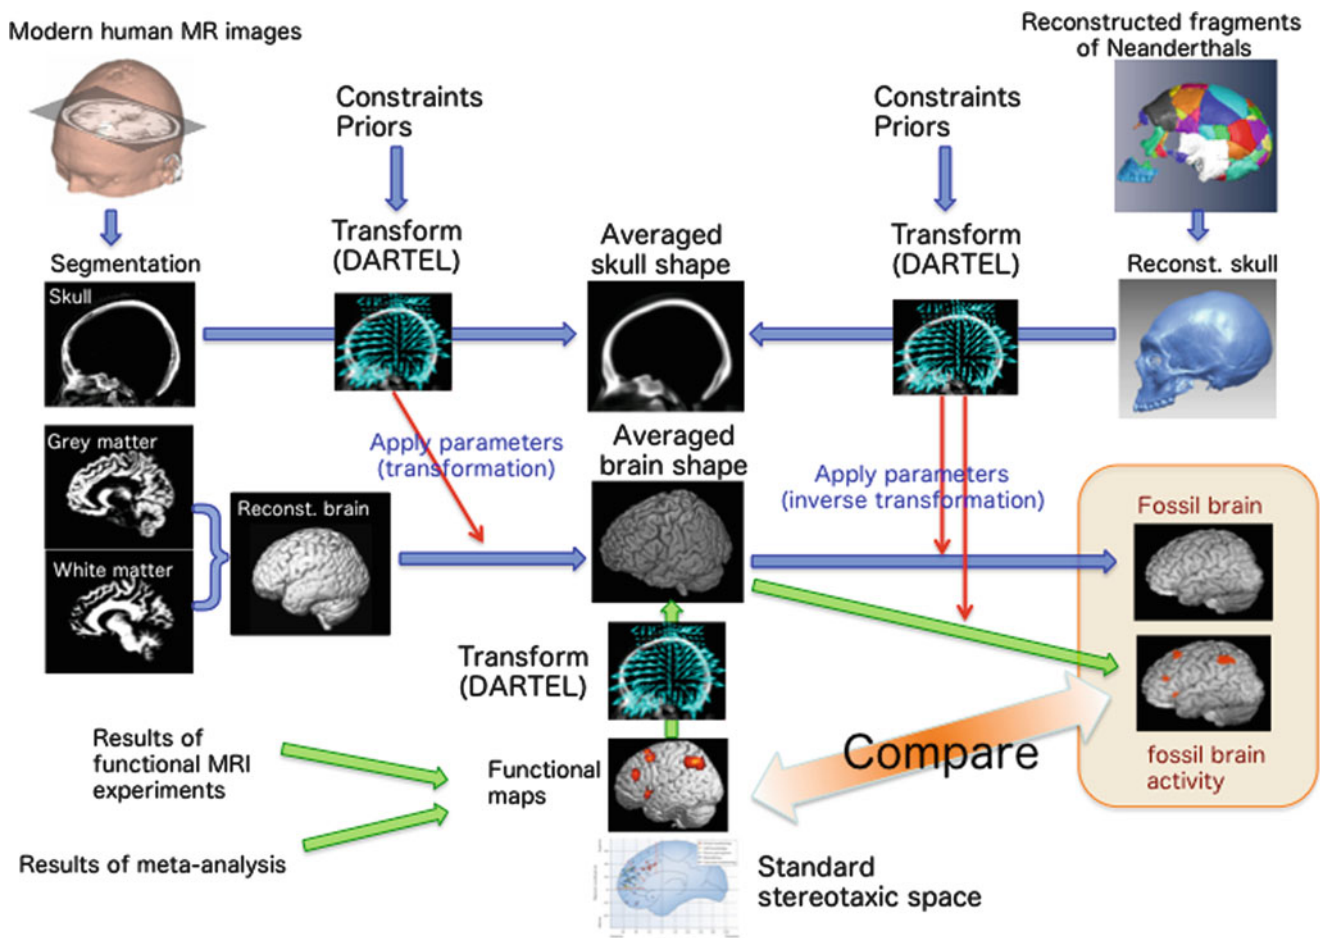 Modern human MR images
Reconstructed fragments
of Neanderthals
Constraints
Priors
Constraints
Priors
Transform
(DARTEL)
Averaged
skull shape
Transform
(DARTEL)
Segmentation
Reconst. skull
Skull
Grey matter
Apply parameters
(transformation)
Averaged
brain shape
Apply parameters
(inverse transformation)
Reconst. brain
Fossil brain
White matter
Transform
(DARTEL)
Results of
functional MRI
experiments
Functional
maps
Compare
fossil brain
activity
Results of meta-analysis
Standard
stereotaxic space